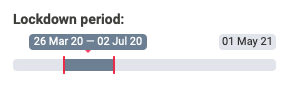 Lockdown period:
26 Mar 20 — 02 Jul 20 01 May 21